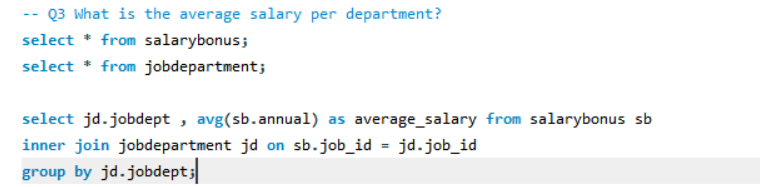 -- Q3 What is the average salary per department?
select * from salarybonus;
select * from jobdepartment;
select jd.jobdept , avg(sb.annual) as average_salary from salarybonus sb
inner join jobdepartment jd on sb.job_id = jd.job_id
group by jd.jobdept;